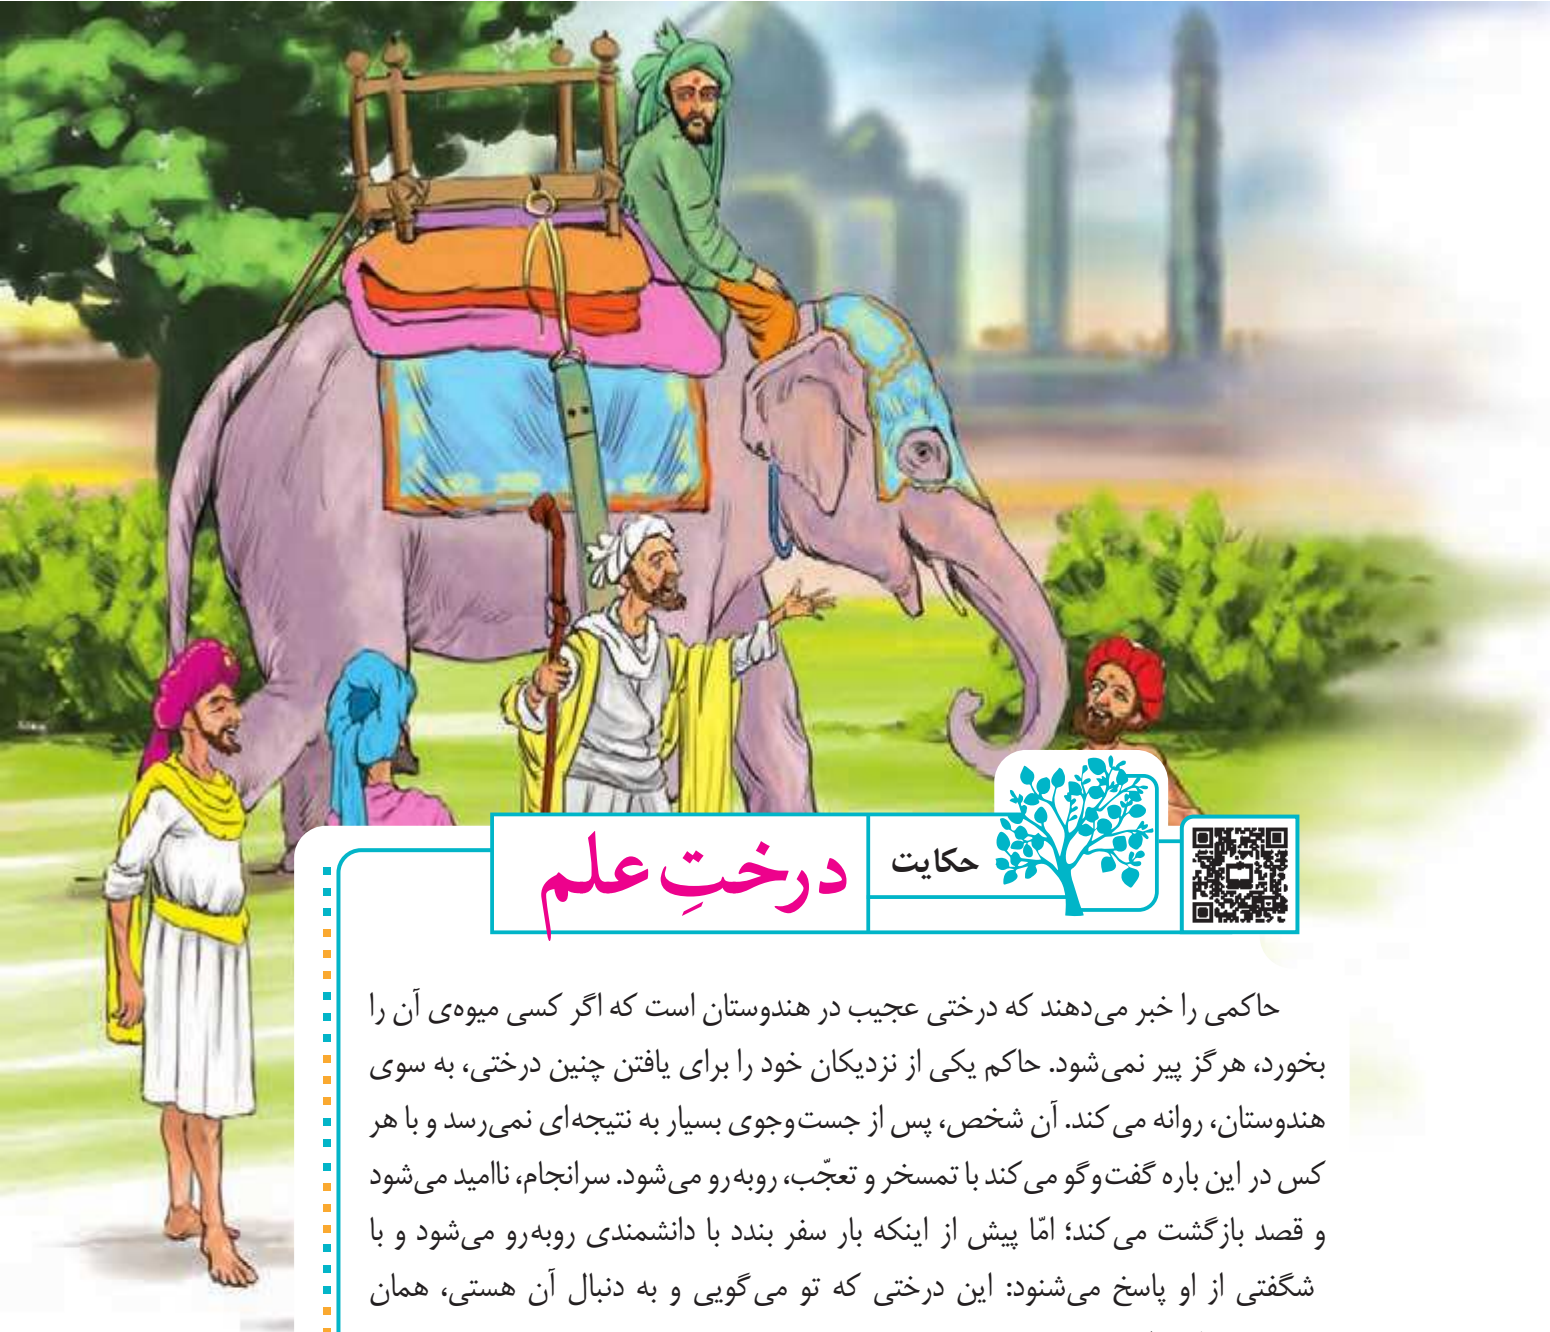 حکایت
درختِ علم
حاکمی را خبر می‌دهند که درختی عجیب در هندوستان است که اگر کسی میوه‌ی آن را
بخورد، هرگز پیر نمی‌شود. حاکم یکی از نزدیکان خود را برای یافتن چنین درختی، به سوی
هندوستان، روانه می‌کند. آن شخص، پس از جست‌وجوی بسیار به نتیجه‌ای نمی‌رسد و با هر
کس در این باره گفت‌وگو می‌کند با تمسخر و تعجّب، روبه‌رو می‌شود. سرانجام، ناامید می‌شود
و قصد بازگشت می‌کند؛ امّا پیش از اینکه بار سفر بندد با دانشمندی روبه‌رو می‌شود و با
شگفتی از او پاسخ می‌شنود: این درختی که تو می‌گویی و به دنبال آن هستی، همان